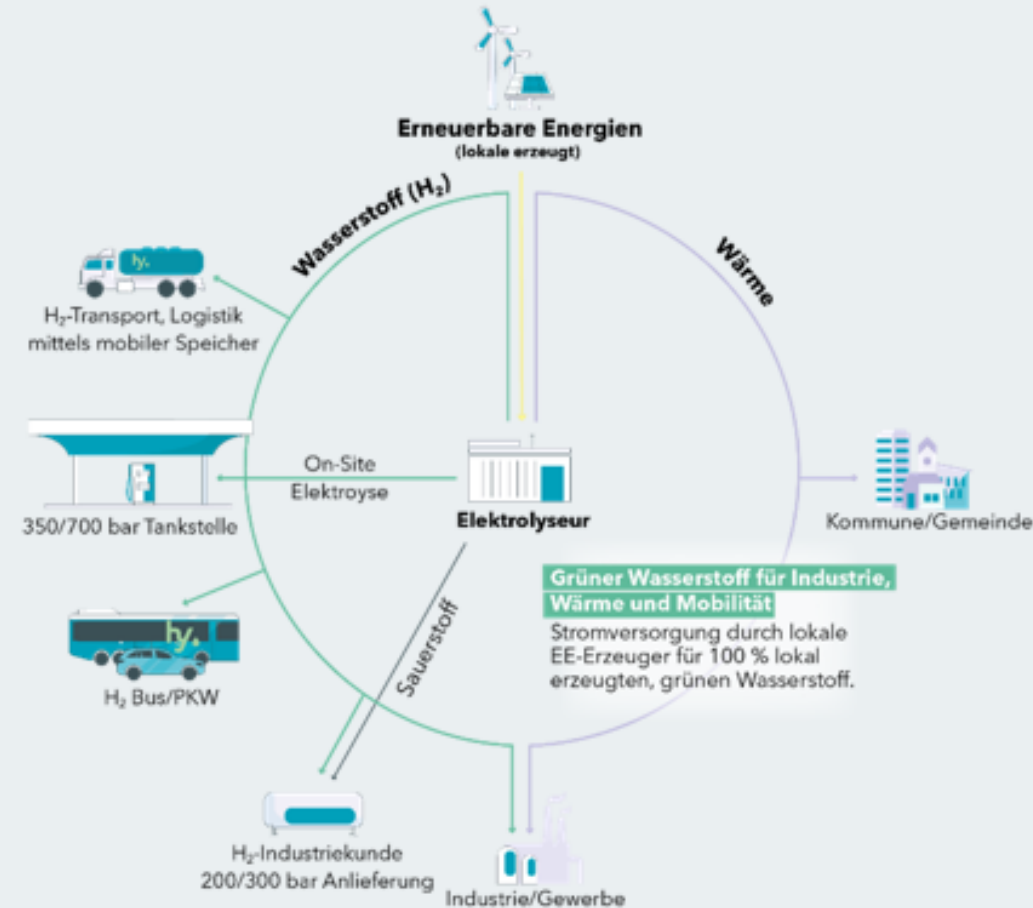 Erneuerbare Energien
(lokale erzeugt)
Wasserstoff (H₂)
Wärme
hy.
H₂-Transport, Logistik
mittels mobiler Speicher
On-Site
Elektroyse
350/700 bar Tankstelle
Elektrolyseur
Kommune/Gemeinde
Grüner Wasserstoff für Industrie,
Wärme und Mobilität
Stromversorgung durch lokale
EE-Erzeuger für 100 % lokal
erzeugten, grünen Wasserstoff.
hy.
H₂ Bus/PKW
Sauerstoff
H₂-Industriekunde
200/300 bar Anlieferung
Industrie/Gewerbe